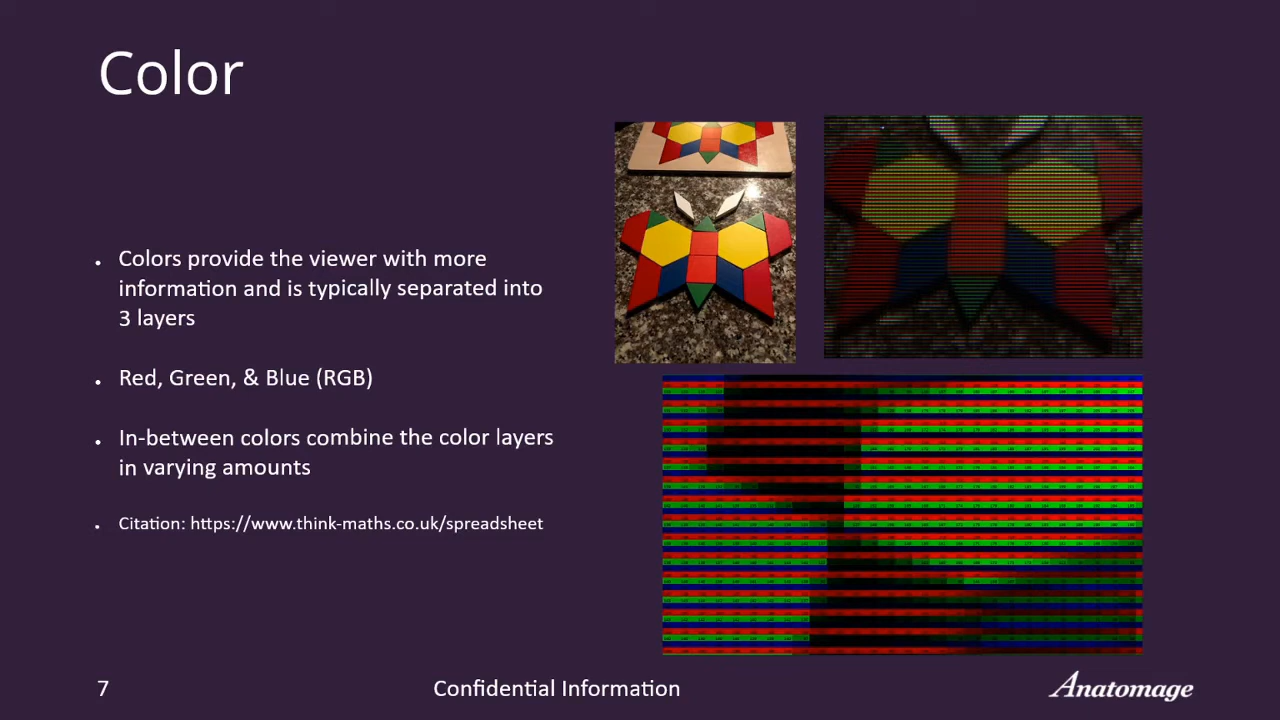 Color
Colors provide the viewer with more
information and is typically separated into
3 layers
Red, Green, & Blue (RGB)
In-between colors combine the color layers
in varying amounts
Citation: https://www.think-maths.co.uk/spreadsheet
7
Confidential Information
Anatomage